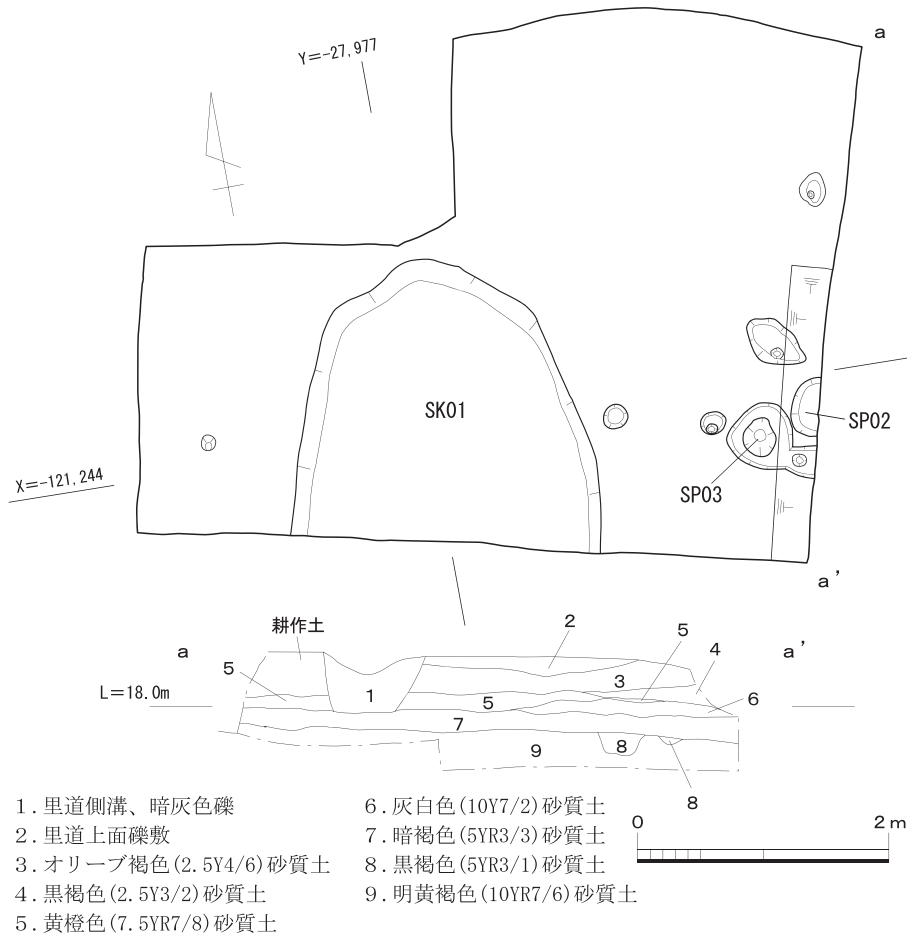 Y=-27,977
a
SK01
SP02
SP03
X=-121,244
a'
耕作土
2
5
4
a
a'
5
L=18.0m
1
3
5
6
7
9
8
8
1.里道側溝、暗灰色礫
2.里道上面礫敷
3.オリーブ褐色(2.5Y4/6)砂質土
4.黒褐色(2.5Y3/2)砂質土
5.黄橙色(7.5YR7/8)砂質土
6.灰白色(10Y7/2)砂質土
7.暗褐色(5YR3/3)砂質土
8.黒褐色(5YR3/1)砂質土
9.明黄褐色(10YR7/6)砂質土
0 2m